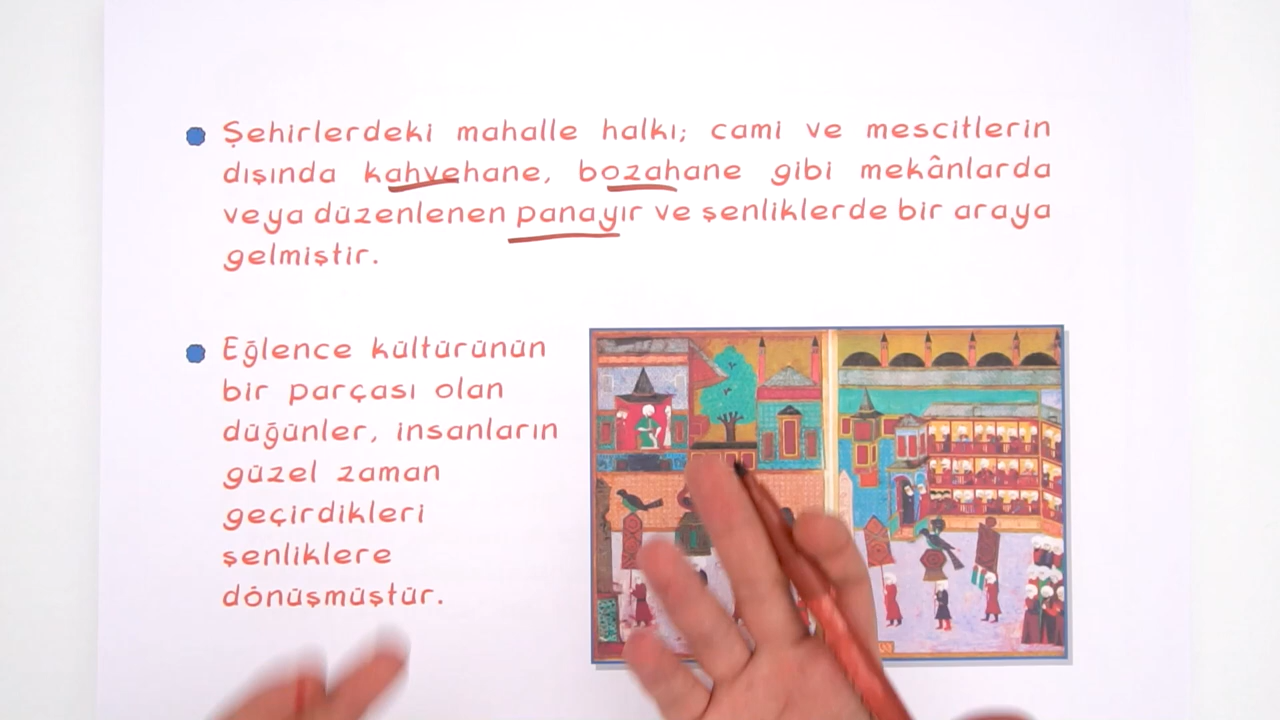 Şehirlerdeki mahalle halkı; cami ve mescitlerin
dışında kahvehane, bozahane gibi mekânlarda
veya düzenlenen panayır ve şenliklerde bir araya
gelmiştir.
Eğlence kültürünün
bir parçası olan
düğünler, insanların
güzel zaman
geçirdikleri
şenliklere
dönüşmüştür.